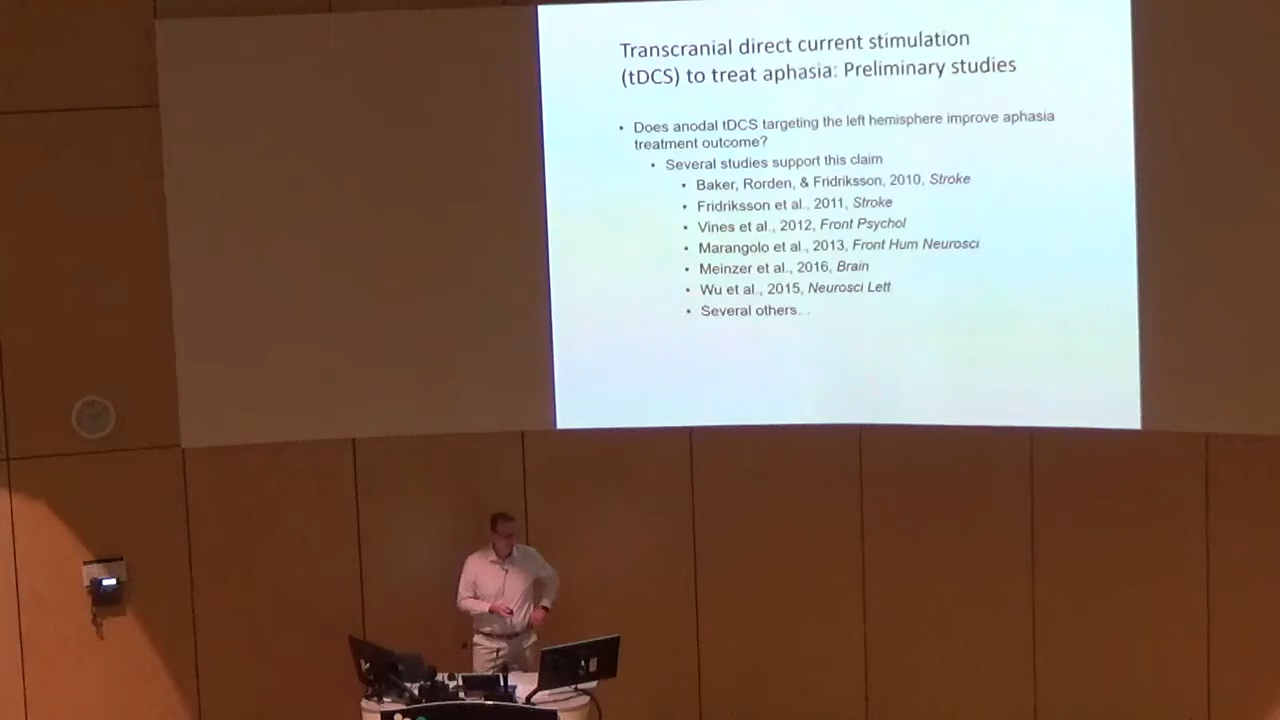 Transcranial direct current stimulation
(tDCS) to treat aphasia: Preliminary studies
• Does anodal tDCS targeting the left hemisphere improve aphasia
treatment outcome?
• Several studies support this claim
• Baker, Rorden, & Fridriksson, 2010, Stroke
• Fridriksson et al., 2011, Stroke
• Vines et al., 2012, Front Psychol
• Marangolo et al., 2013, Front Hum Neurosci
• Meinzer et al., 2016, Brain
• Wu et al., 2015, Neurosci Lett
• Several others…